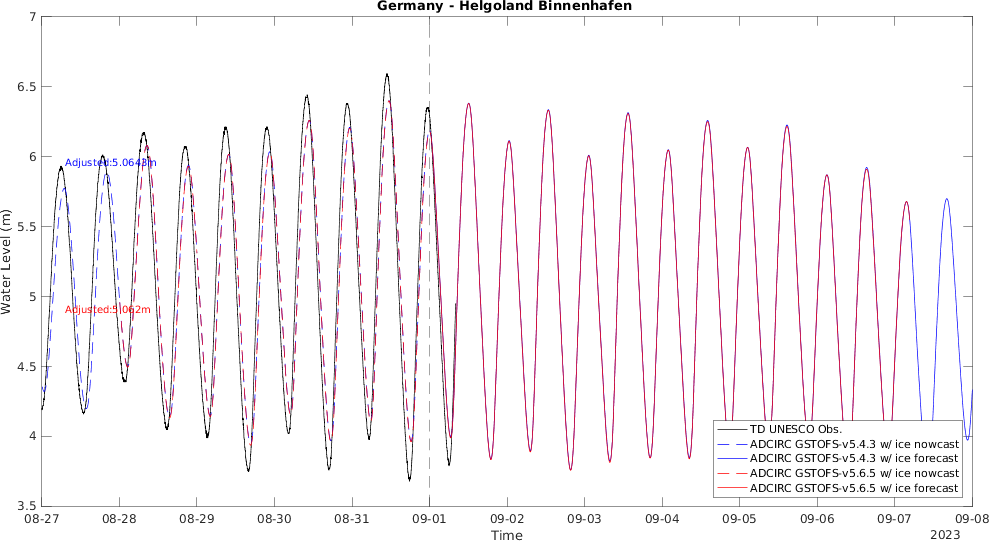 Germany - Helgoland Binnenhafen
7
6.5
6
5.5
5
4.5
4
3.5
Water Level (m)
Adjusted:5.0643m
Adjusted:5.062m
TD UNESCO Obs.
ADCIRC GSTOFS-v5.4.3 w/ ice nowcast
ADCIRC GSTOFS-v5.4.3 w/ ice forecast
ADCIRC GSTOFS-v5.6.5 w/ ice nowcast
ADCIRC GSTOFS-v5.6.5 w/ ice forecast
08-27 08-28 08-29 08-30 08-31 09-01 09-02 09-03 09-04 09-05 09-06 09-07 09-08
Time 2023